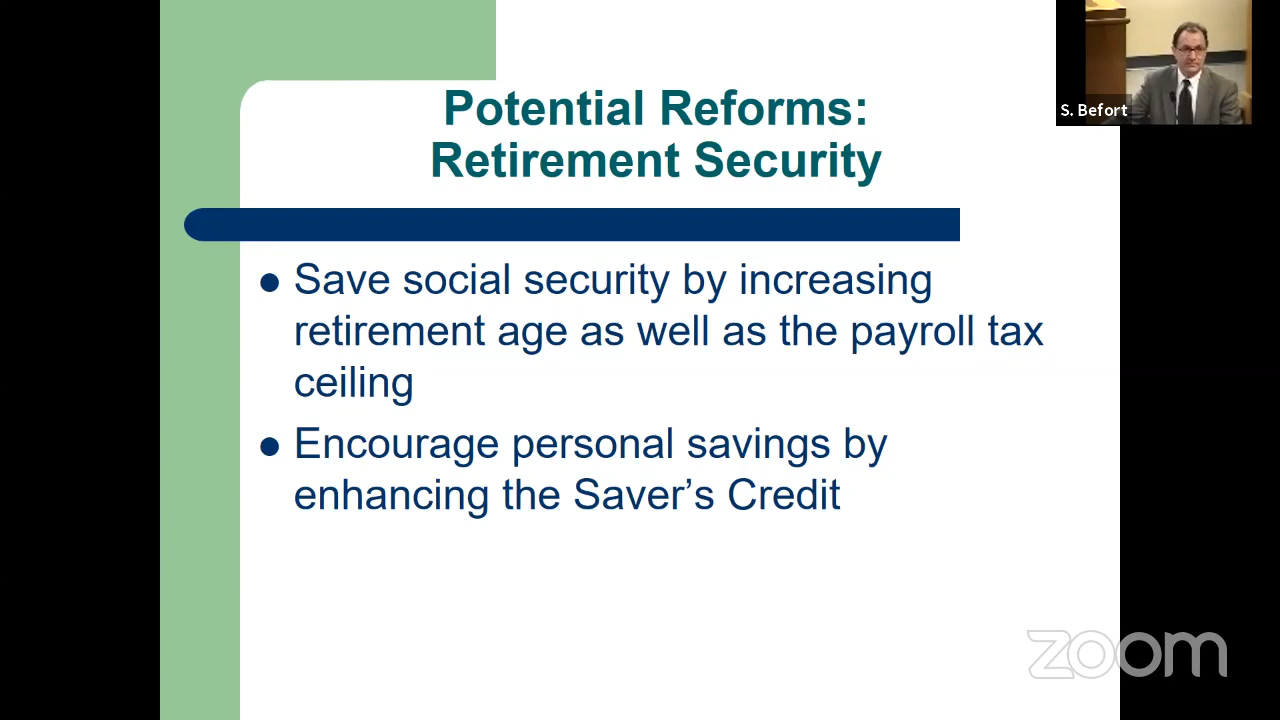 Potential Reforms:
Retirement Security
S. Befort
● Save social security by increasing
retirement age as well as the payroll tax
ceiling
● Encourage personal savings by
enhancing the Saver’s Credit
zoom